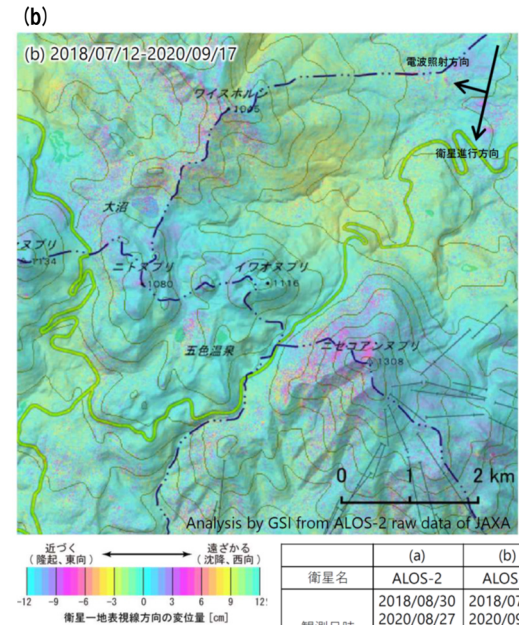 (b)
(b) 2018/07/12-2020/09/17
電波照射方向
ワイスホルン
衛星進行方向
大沼
ヌプリ
1134
ニトヌプリ
1080
イワオヌプリ
1116
五色温泉
ニセコアンヌプリ
1308
0 1 2 km
Analysis by GSI from ALOS-2 raw data of JAXA
近づく
(隆起、東向)
遠ざかる
(沈降、西向)
-12 -9 -6 -3 0 3 6 9 12
衛星−地表視線方向の変位量 [cm]
(a) (b)
衛星名 ALOS-2 ALOS
2018/08/30 2018/07
2020/08/27 2020/09